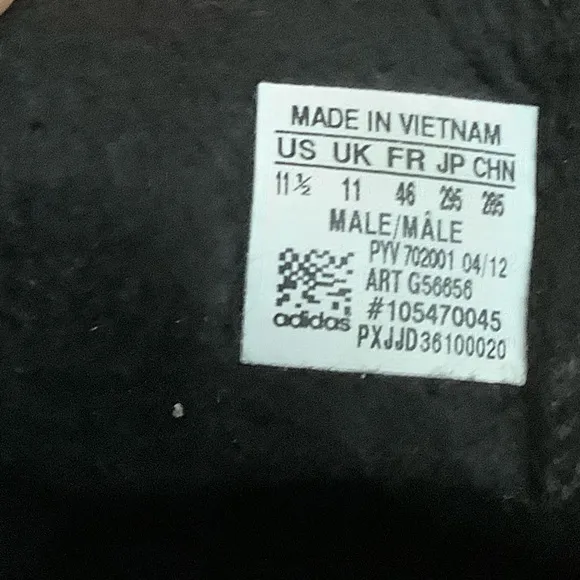 MADE IN VIETNAM
US UK FR JP CHN
11½ 11 46 295 285
MALE/MÂLE
PYV 702001 04/12
ART G56656
#105470045
adidas
PXJJD36100020